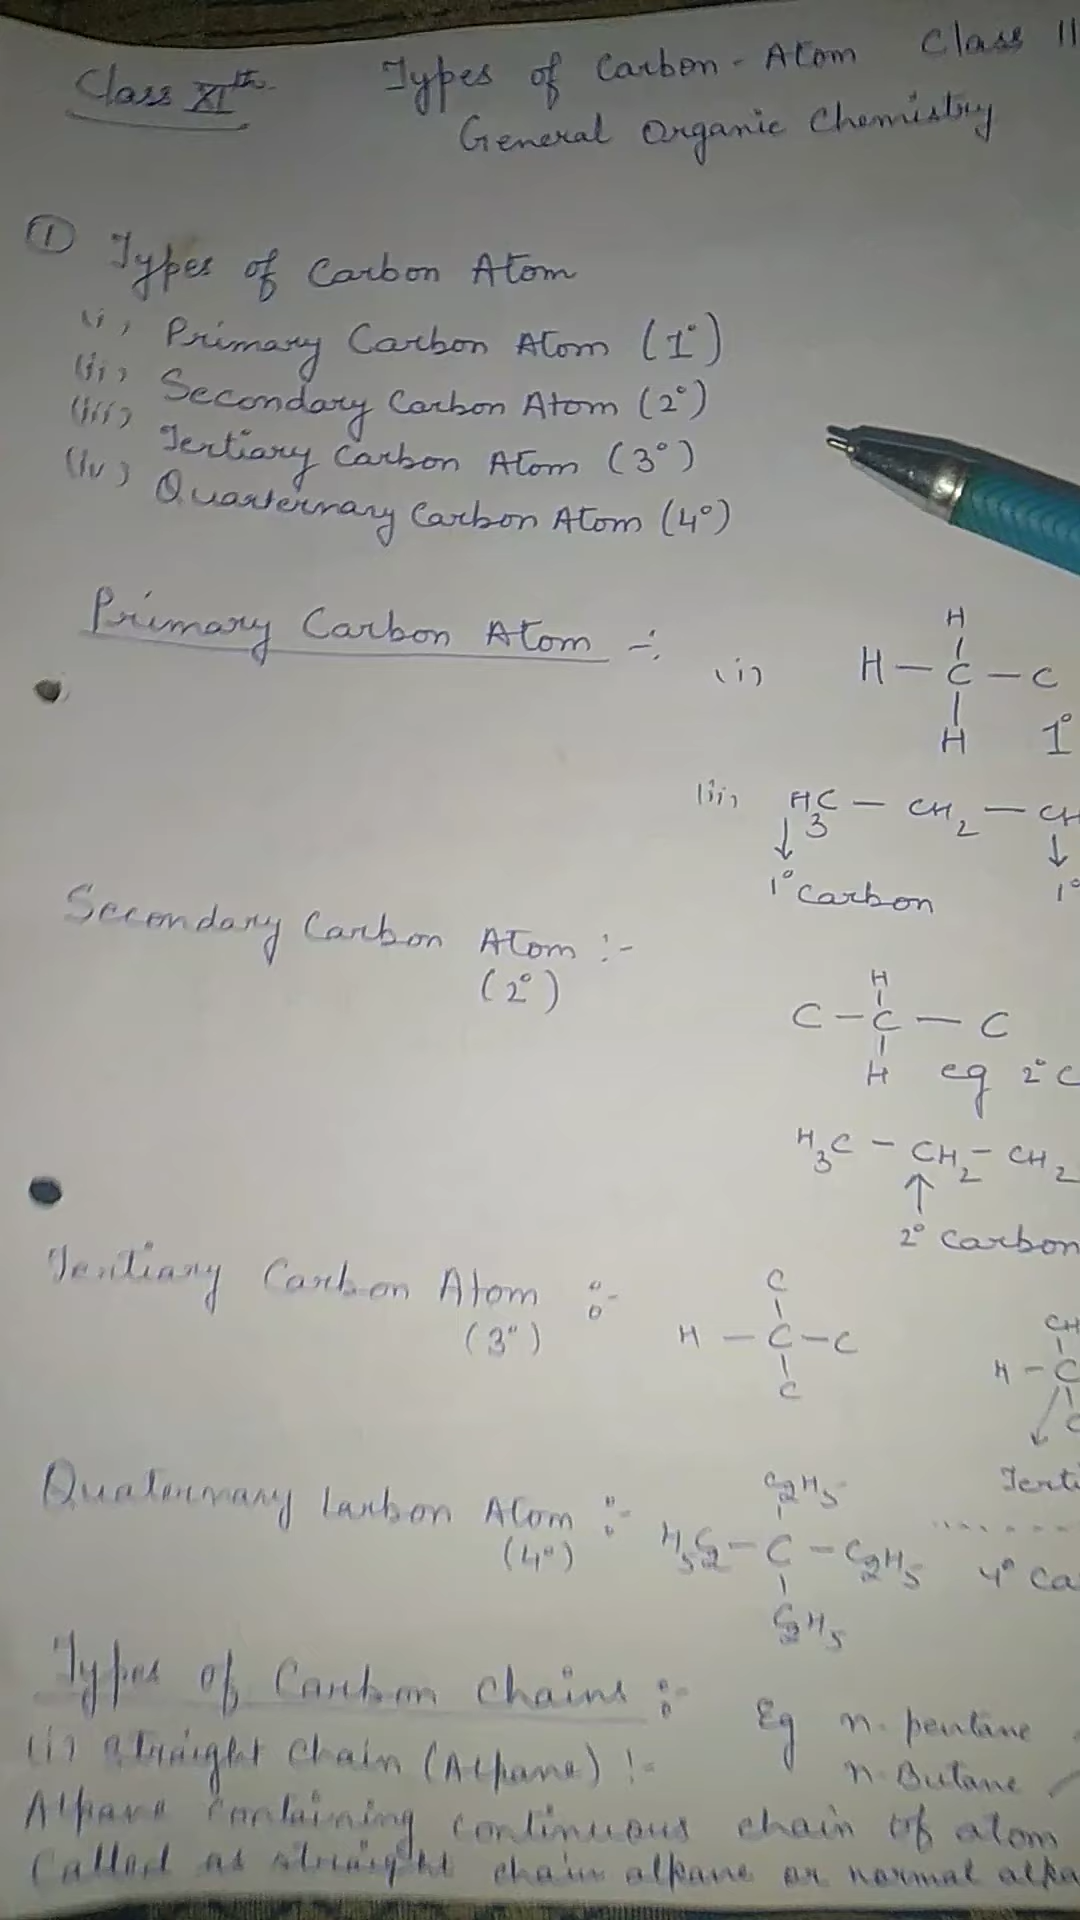 Class XIth. Types of Carbon-Atom Class 11
General Organic Chemistry
① Types of Carbon Atom
(i) Primary Carbon Atom (1°)
(ii) Secondary Carbon Atom (2°)
(iii) Tertiary Carbon Atom (3°)
(iv) Quarternary Carbon Atom (4°)
Primary Carbon Atom -:
H
(i) H — C — C
H 1°
(ii) H3C — CH2 — CH
1° Carbon 1°
Secondary Carbon Atom :-
(2°)
H
C — C — C
H eg 2° C
H3C — CH2 — CH2
2° Carbon
Tertiary Carbon Atom :-
(3°)
C
H — C — C
C
CH
H — C
C
Terti
Quaternary Carbon Atom :-
(4°)
C2H5
H5C2 — C — C2H5 4° Ca
C2H5
Types of Carbon Chains :-
(i) Straight Chain (Alkane) :- Eg n-pentane
n-Butane
Alkane containing continuous chain of atom
Called as straight chain alkane or normal alka